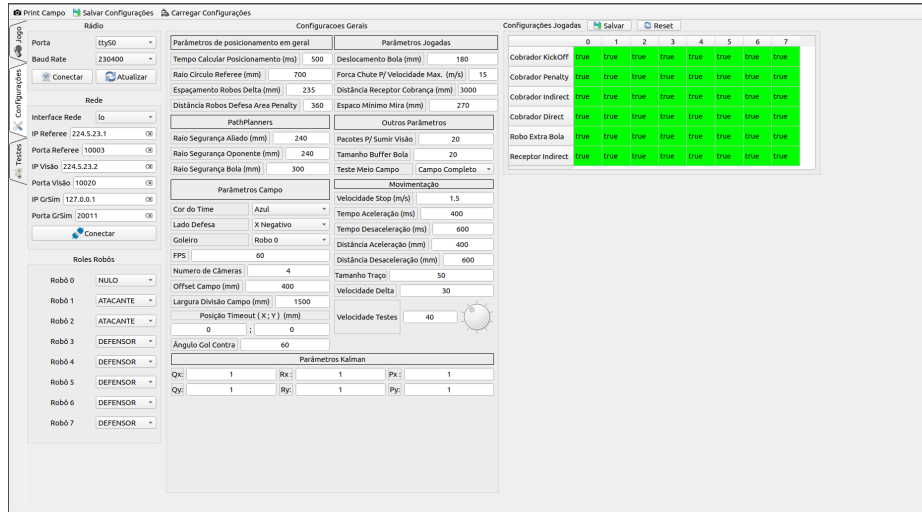 Print Campo Salvar Configurações Carregar Configurações
Jogo
Configurações
Testes
Rádio
Porta ttyS0
Baud Rate 230400
Conectar Atualizar
Rede
Interface Rede lo
IP Referee 224.5.23.1
Porta Referee 10003
IP Visão 224.5.23.2
Porta Visão 10020
IP GrSim 127.0.0.1
Porta GrSim 20011
Conectar
Roles Robôs
Robô 0 NULO
Robô 1 ATACANTE
Robô 2 ATACANTE
Robô 3 DEFENSOR
Robô 4 DEFENSOR
Robô 5 DEFENSOR
Robô 6 DEFENSOR
Robô 7 DEFENSOR
Configuracoes Gerais
Parâmetros de posicionamento em geral
Tempo Calcular Posicionamento (ms) 500
Raio Circulo Referee (mm) 700
Espaçamento Robos Delta (mm) 235
Distância Robos Defesa Area Penalty 360
PathPlanners
Raio Segurança Aliado (mm) 240
Raio Segurança Oponente (mm) 240
Raio Segurança Bola (mm) 300
Parâmetros Campo
Cor do Time Azul
Lado Defesa X Negativo
Goleiro Robo 0
FPS 60
Numero de Câmeras 4
Offset Campo (mm) 400
Largura Divisão Campo (mm) 1500
Posição Timeout ( X ; Y ) (mm)
0 ; 0
Ângulo Gol Contra 60
Parâmetros Jogadas
Deslocamento Bola (mm) 180
Forca Chute P/ Velocidade Max. (m/s) 15
Distância Receptor Cobrança (mm) 3000
Espaco Mínimo Mira (mm) 270
Outros Parâmetros
Pacotes P/ Sumir Visão 20
Tamanho Buffer Bola 20
Teste Meio Campo Campo Completo
Movimentação
Velocidade Stop (m/s) 1.5
Tempo Aceleração (ms) 400
Tempo Desaceleração (ms) 600
Distância Aceleração (mm) 400
Distância Desaceleração (mm) 600
Tamanho Traço 50
Velocidade Delta 30
Velocidade Testes 40
Parâmetros Kalman
Qx: 1 Rx : 1 Px : 1
Qy: 1 Ry: 1 Py: 1
Configurações Jogadas Salvar Reset
0 1 2 3 4 5 6 7
Cobrador KickOff true true true true true true true true
Cobrador Penalty true true true true true true true true
Cobrador Indirect true true true true true true true true
Cobrador Direct true true true true true true true true
Robo Extra Bola true true true true true true true true
Receptor Indirect true true true true true true true true